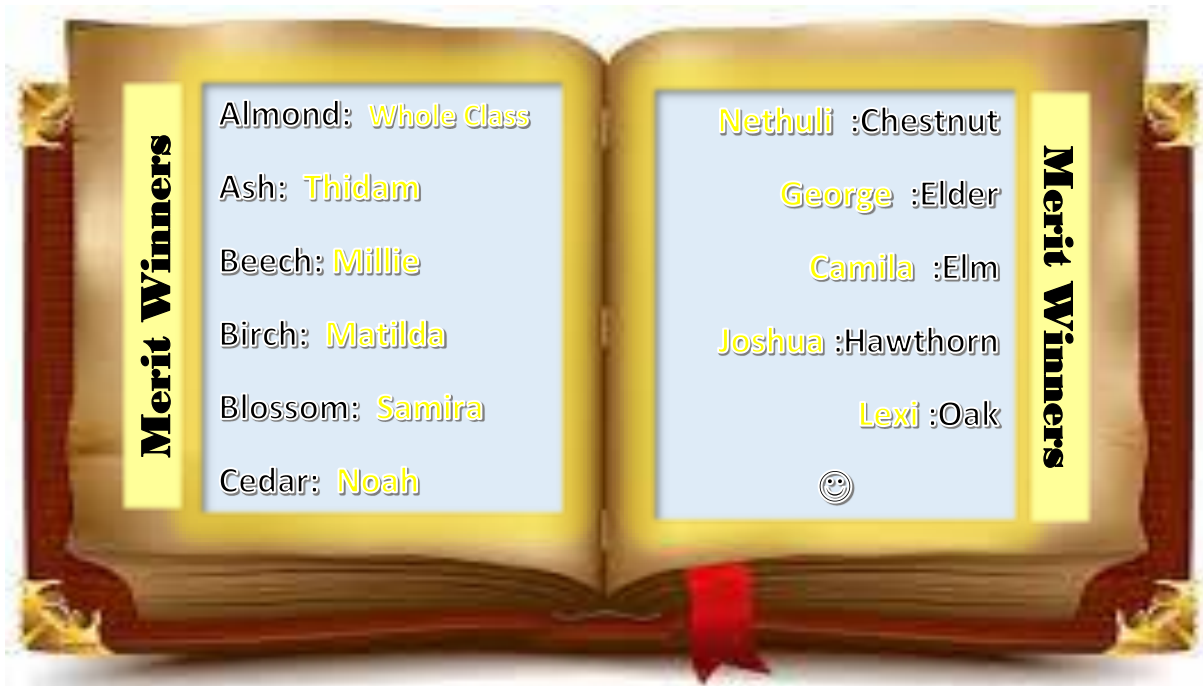 Merit Winners
Almond: Whole Class
Ash: Thidam
Beech: Millie
Birch: Matilda
Blossom: Samira
Cedar: Noah
Nethuli :Chestnut
George :Elder
Camila :Elm
Joshua :Hawthorn
Lexi :Oak
☺
Merit Winners